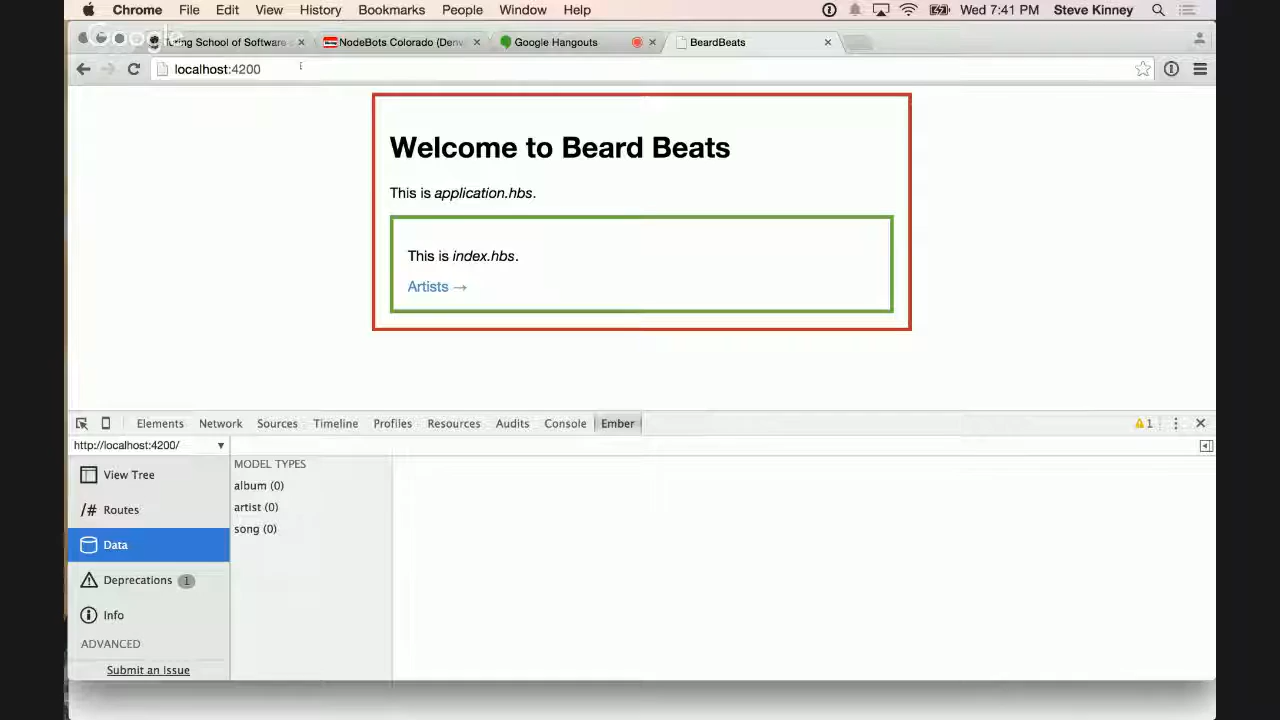 Chrome File Edit View History Bookmarks People Window Help Wed 7:41 PM Steve Kinney
Google
ring School of Software NodeBots Colorado (Denv Google Hangouts BeardBeats
localhost:4200
Welcome to Beard Beats
This is application.hbs.
This is index.hbs.
Artists →
Elements Network Sources Timeline Profiles Resources Audits Console Ember 1
http://localhost:4200/
View Tree
/# Routes
Data
Deprecations 1
Info
ADVANCED
Submit an Issue
MODEL TYPES
album (0)
artist (0)
song (0)